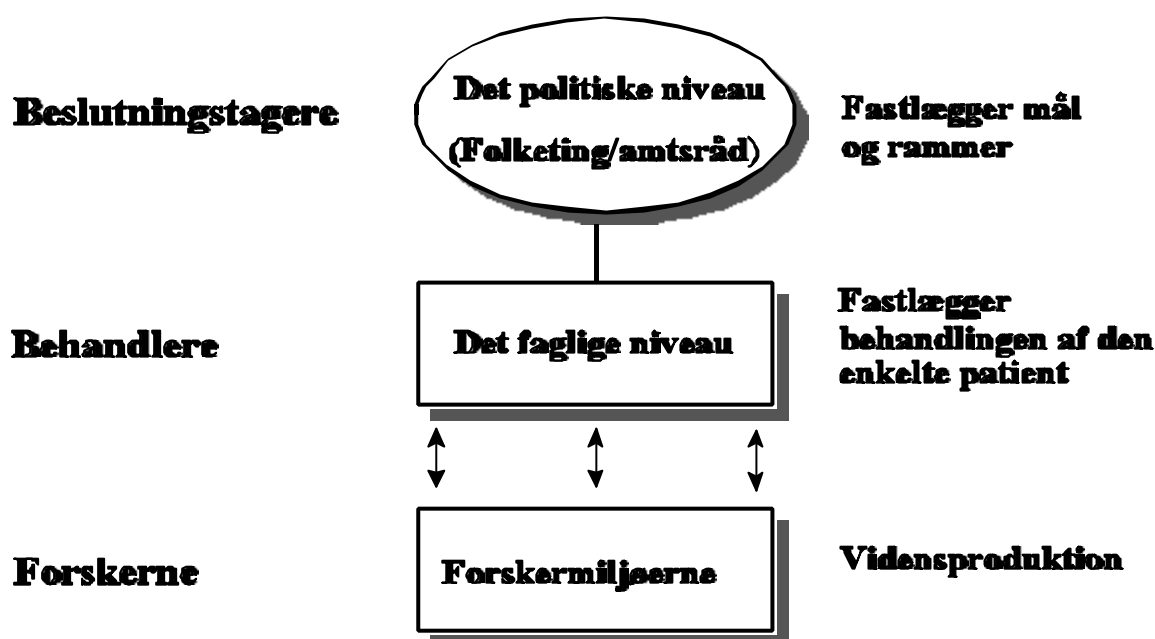 Beslutningstagere
Det politiske niveau
(Folketing/amtsråd)
Fastlægger mål
og rammer
Behandlere
Det faglige niveau
Fastlægger
behandlingen af den
enkelte patient
Forskerne
Forskermiljøerne
Vidensproduktion